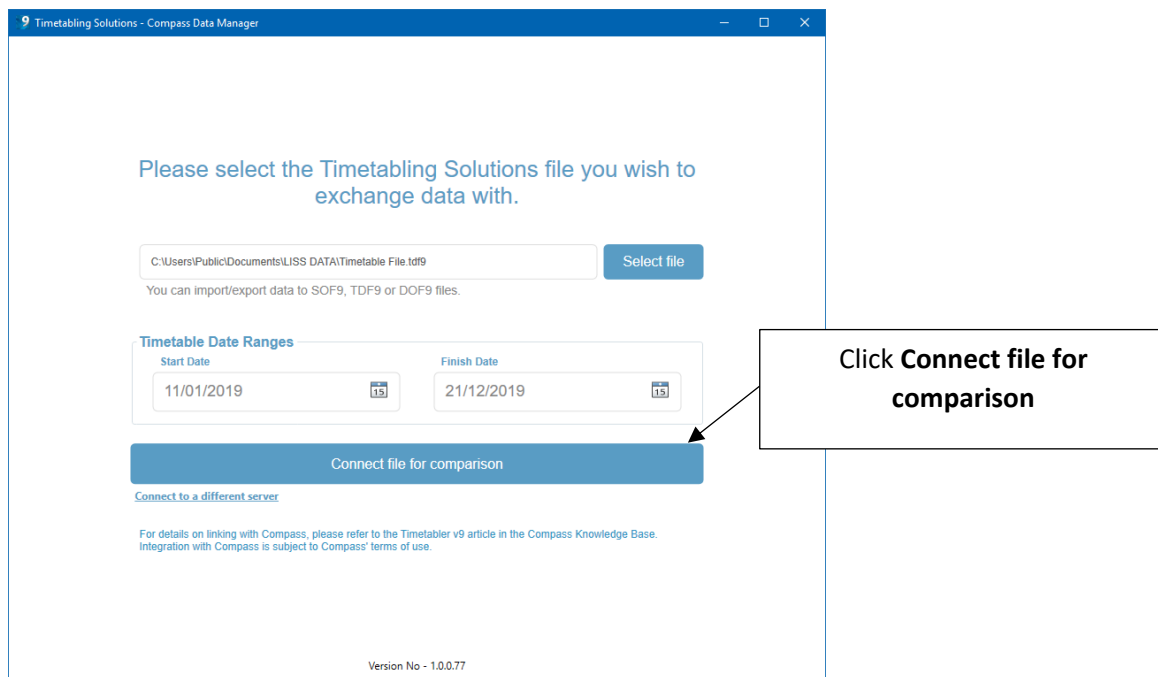 9 Timetabling Solutions - Compass Data Manager
Please select the Timetabling Solutions file you wish to
exchange data with.
C:\Users\Public\Documents\LISS DATA\Timetable File.tdf9
Select file
You can import/export data to SOF9, TDF9 or DOF9 files.
Timetable Date Ranges
Start Date
Finish Date
11/01/2019
15
21/12/2019
15
Click Connect file for
comparison
Connect file for comparison
Connect to a different server
For details on linking with Compass, please refer to the Timetabler v9 article in the Compass Knowledge Base.
Integration with Compass is subject to Compass' terms of use.
Version No - 1.0.0.77